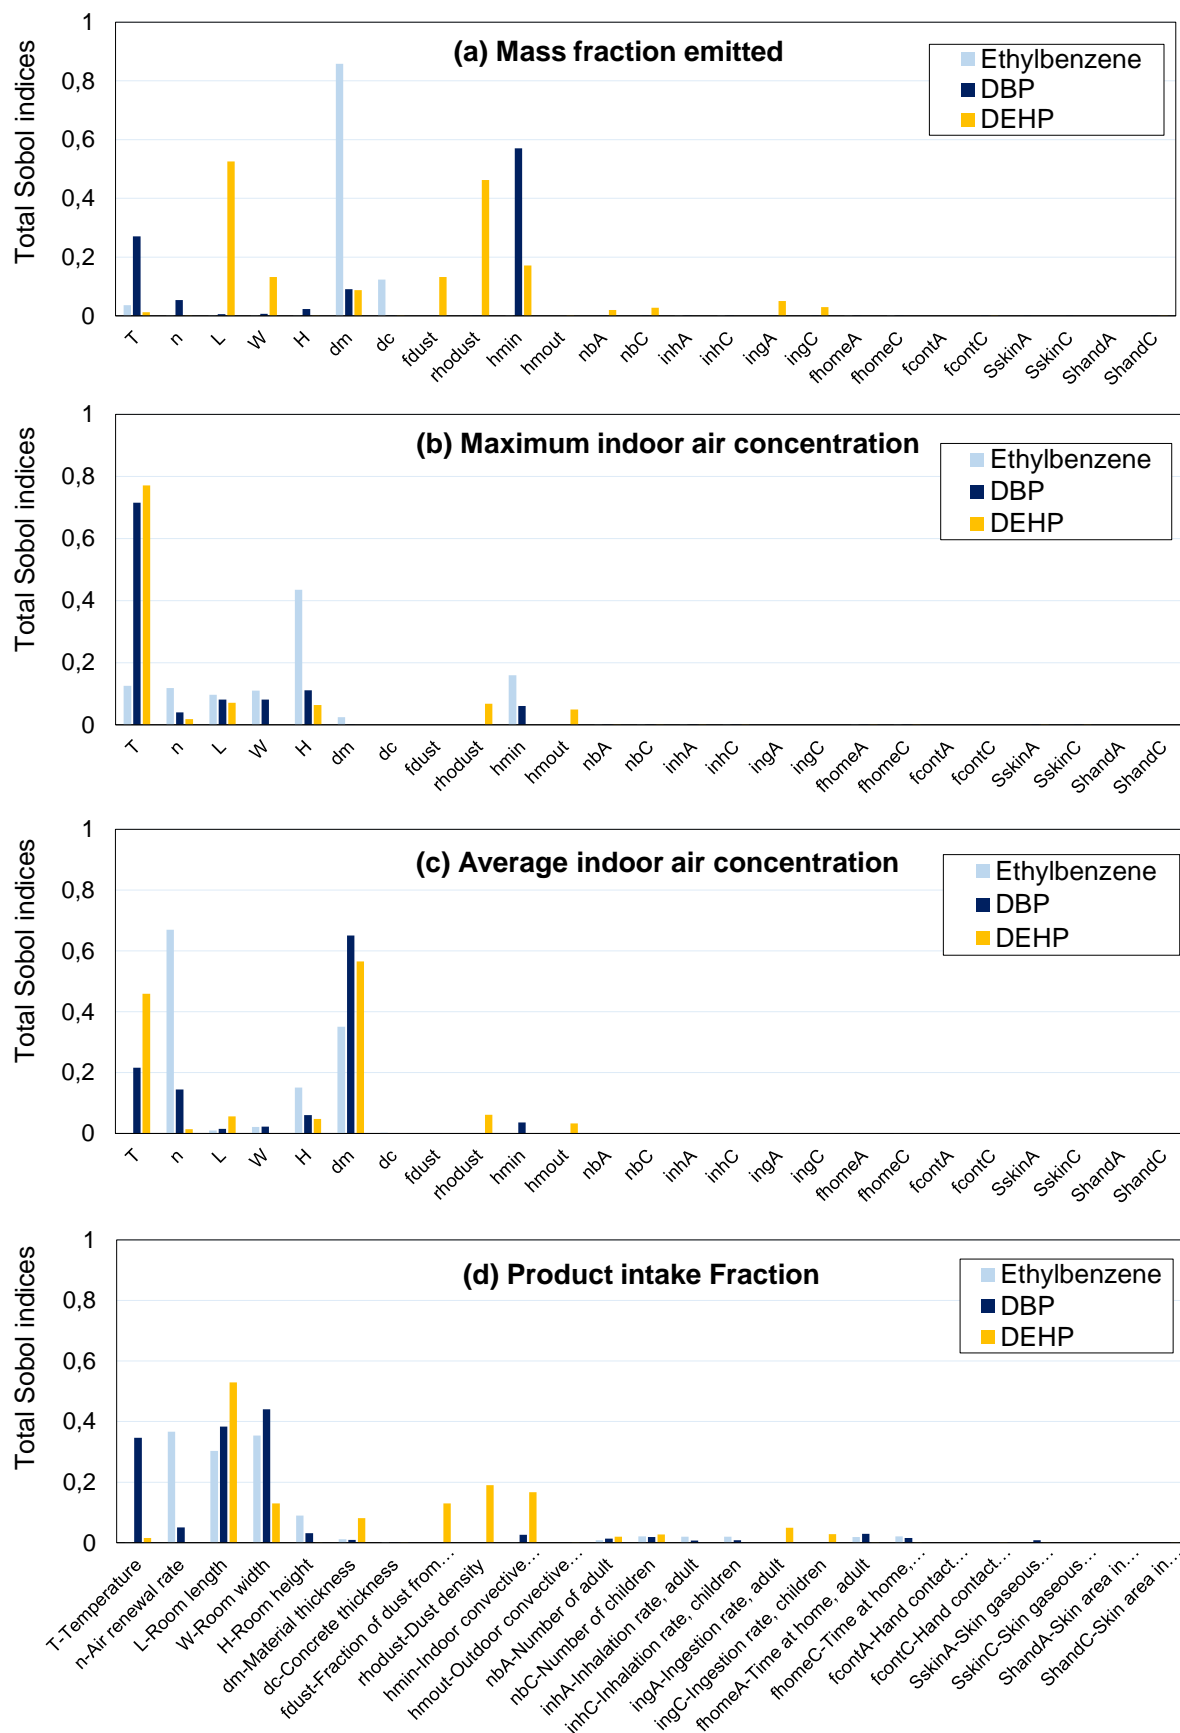 (a) Mass fraction emitted
Total Sobol indices
1
0,8
0,6
0,4
0,2
0
Ethylbenzene
DBP
DEHP
T
n
L
W
H
dm
dc
fdust
rhodust
hmin
hmout
nbA
nbC
inhA
inhC
ingA
ingC
fhomeA
fhomeC
fcontA
fcontC
SskinA
SskinC
ShandA
ShandC
(b) Maximum indoor air concentration
Total Sobol indices
1
0,8
0,6
0,4
0,2
0
Ethylbenzene
DBP
DEHP
T
n
L
W
H
dm
dc
fdust
rhodust
hmin
hmout
nbA
nbC
inhA
inhC
ingA
ingC
fhomeA
fhomeC
fcontA
fcontC
SskinA
SskinC
ShandA
ShandC
(c) Average indoor air concentration
Total Sobol indices
1
0,8
0,6
0,4
0,2
0
Ethylbenzene
DBP
DEHP
T
n
L
W
H
dm
dc
fdust
rhodust
hmin
hmout
nbA
nbC
inhA
inhC
ingA
ingC
fhomeA
fhomeC
fcontA
fcontC
SskinA
SskinC
ShandA
ShandC
(d) Product intake Fraction
Total Sobol indices
1
0,8
0,6
0,4
0,2
0
Ethylbenzene
DBP
DEHP
T-Temperature
n-Air renewal rate
L-Room length
W-Room width
H-Room height
dm-Material thickness
dc-Concrete thickness
fdust-Fraction of dust from…
rhodust-Dust density
hmin-Indoor convective…
hmout-Outdoor convective…
nbA-Number of adult
nbC-Number of children
inhA-Inhalation rate, adult
inhC-Inhalation rate, children
ingA-Ingestion rate, adult
ingC-Ingestion rate, children
fhomeA-Time at home, adult
fhomeC-Time at home,…
fcontA-Hand contact…
fcontC-Hand contact…
SskinA-Skin gaseous…
SskinC-Skin gaseous…
ShandA-Skin area in…
ShandC-Skin area in…